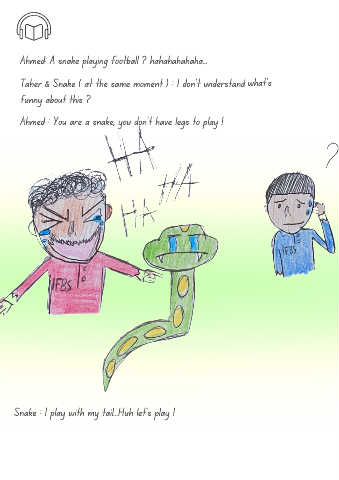 Ahmed: A snake playing football ? hahahahahaha...
Taher & Snake ( at the same moment ) : I don't understand what's
funny about this ?
Ahmed : You are a snake, you don't have legs to play !
HA
HA
HA
?
IFBS
IFBS
Snake : I play with my tail..Huh let's play !